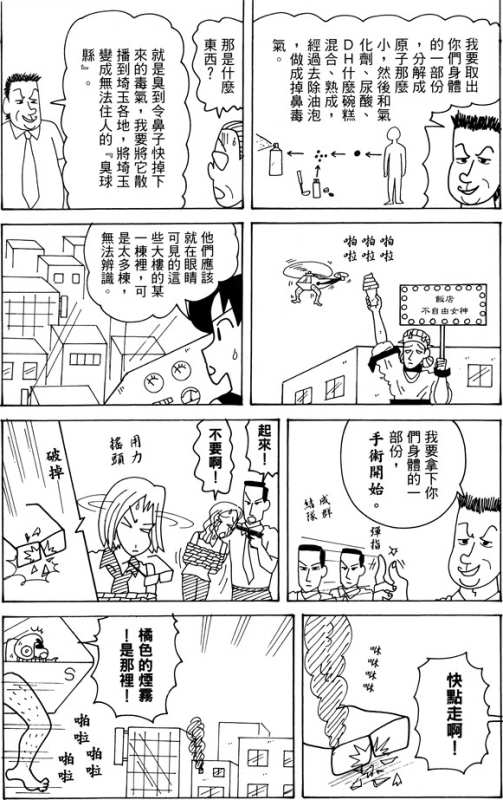 我要取出
你們身體
的一部份
，分解成
原子那麼
小，然後和氣
化劑、尿酸、
ＤＨ什麼碗糕
混合、熟成，
經過去除油泡
，做成掉鼻毒
氣。
那是什麼
東西？
就是臭到令鼻子快掉下
來的毒氣，我要將它散
播到埼玉各地，將埼玉
變成無法住人的『臭球
縣』。
啪啦
啪啦
啪啦
飯店
不自由女神
他們應該
就在眼睛
可見的這
些大樓的某
一棟裡，可
是太多棟，
無法辨識。
我要拿下你
們身體的一
部份，
手術開始。
彈指
成群
結隊
起來！
不要啊！
用力
搖頭
破掉
快點走啊！
咻咻咻咻
橘色的煙霧
！是那裡！
S
啪啦
啪啦
啪啦